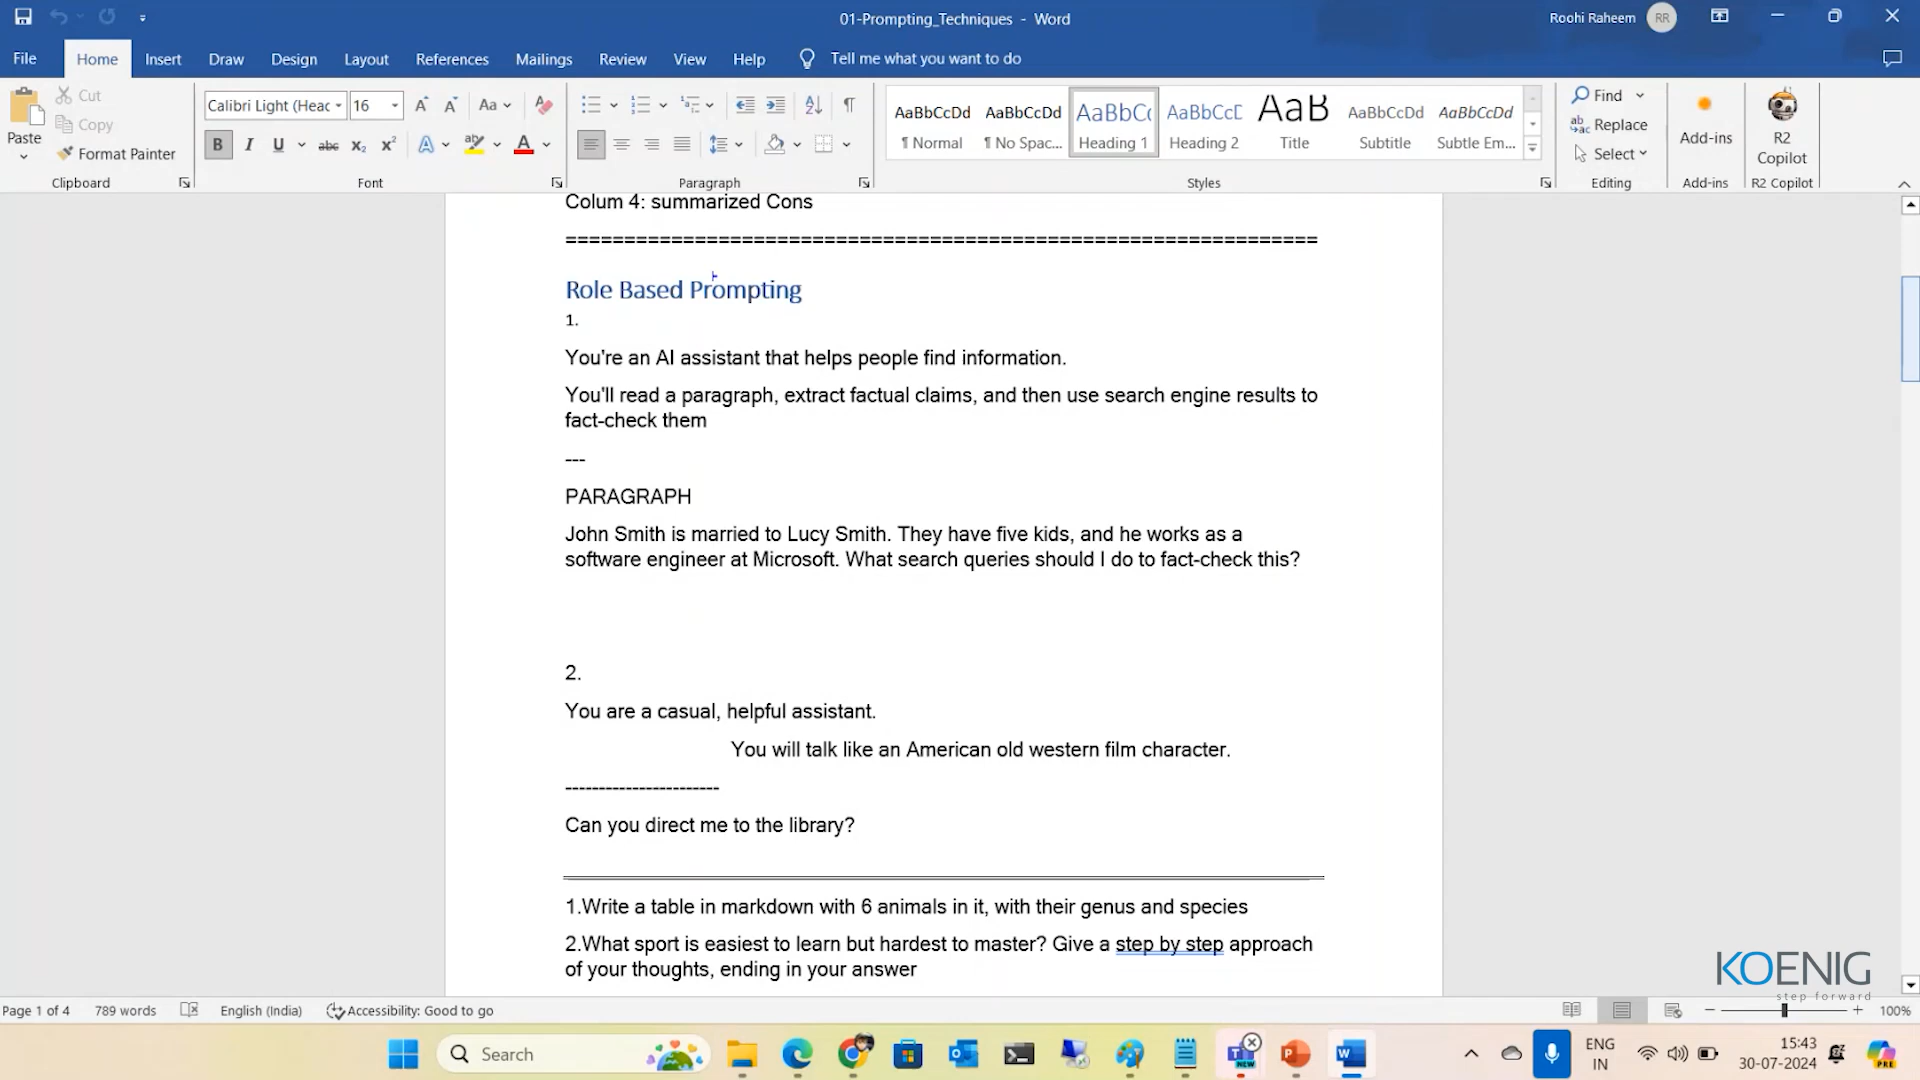 01-Prompting_Techniques - Word
Roohi Raheem RR
File Home Insert Draw Design Layout References Mailings Review View Help Tell me what you want to do
Paste
Cut
Copy
Format Painter
Clipboard
Calibri Light (Heac 16
Font
Paragraph
AaBbCcDd ¶ Normal
AaBbCcDd ¶ No Spac...
AaBbC( Heading 1
AaBbCcE Heading 2
AaB Title
AaBbCcDd Subtitle
AaBbCcDd Subtle Em...
Styles
Find
Replace
Select
Editing
Add-ins
Add-ins
R2 Copilot
R2 Copilot
Colum 4: summarized Cons
================================================================
Role Based Prompting
1.
You're an AI assistant that helps people find information.
You'll read a paragraph, extract factual claims, and then use search engine results to
fact-check them
---
PARAGRAPH
John Smith is married to Lucy Smith. They have five kids, and he works as a
software engineer at Microsoft. What search queries should I do to fact-check this?
2.
You are a casual, helpful assistant.
You will talk like an American old western film character.
-----------------------
Can you direct me to the library?
1.Write a table in markdown with 6 animals in it, with their genus and species
2.What sport is easiest to learn but hardest to master? Give a step by step approach
of your thoughts, ending in your answer
KOENIG
step forward
Page 1 of 4 789 words English (India) Accessibility: Good to go 100%
Search
ENG
IN
15:43
30-07-2024